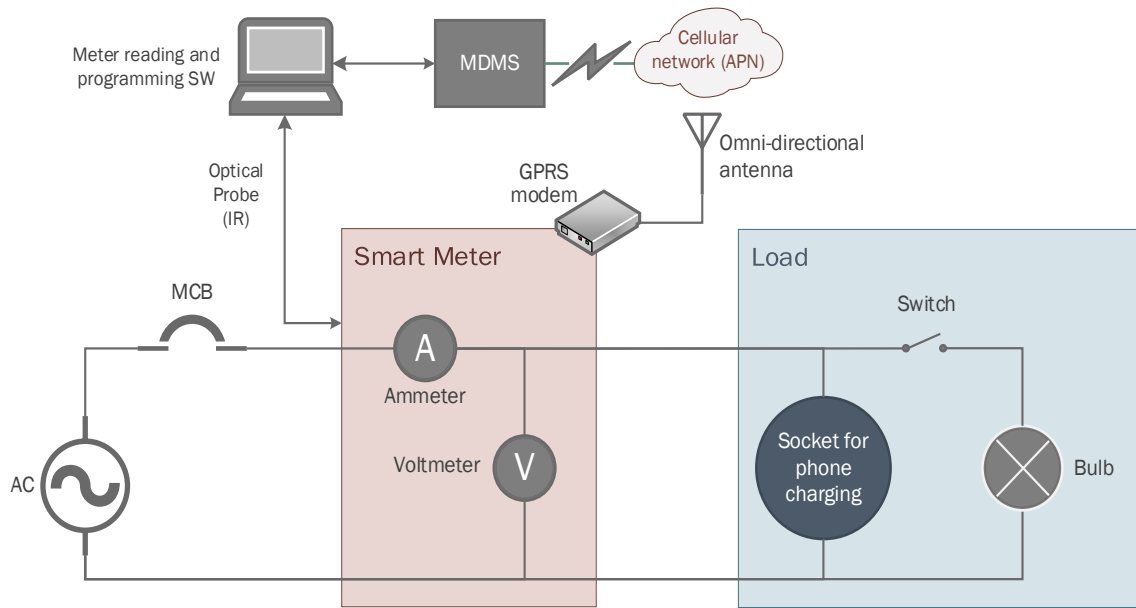 Meter reading and
programming SW
MDMS
Cellular
network (APN)
Optical
Probe
(IR)
GPRS
modem
Omni-directional
antenna
Smart Meter
Load
MCB
Switch
A
Ammeter
AC
Voltmeter
V
Socket for
phone
charging
Bulb